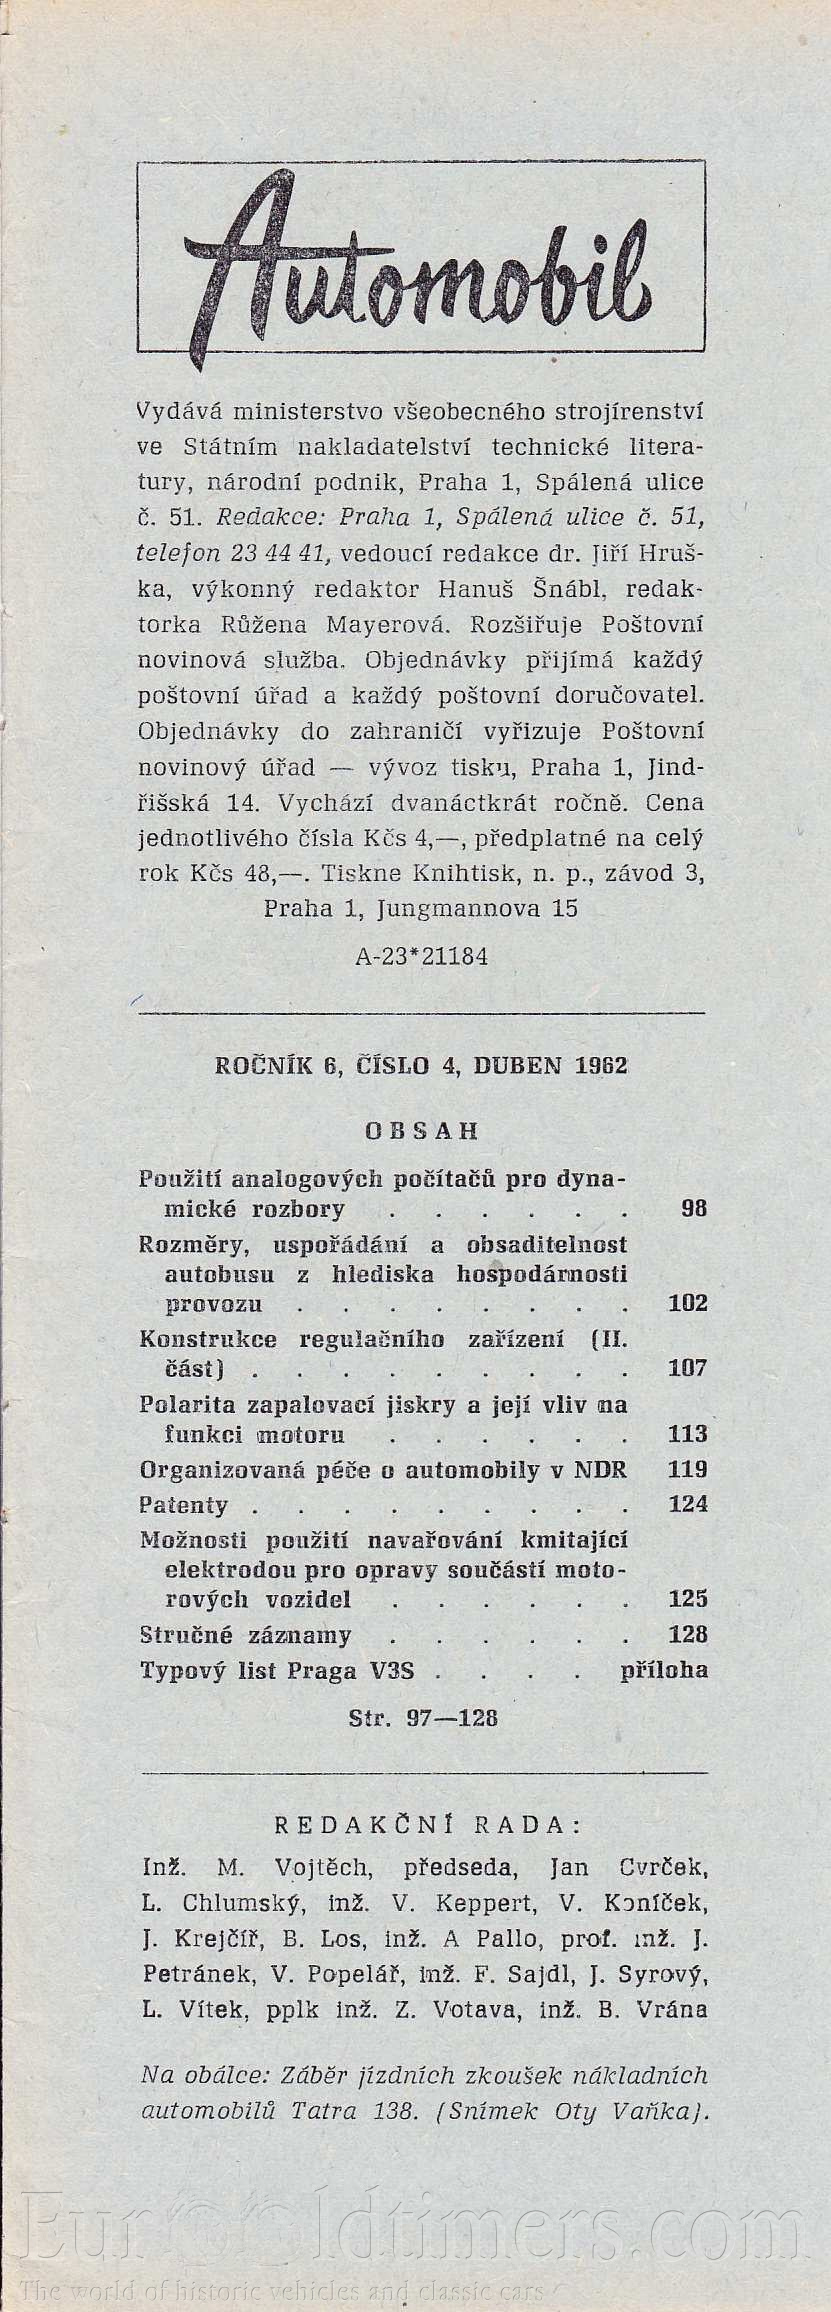 Automobil
Vydává ministerstvo všeobecného strojírenství
ve Státním nakladatelství technické litera-
tury, národní podnik, Praha 1, Spálená ulice
č. 51. Redakce: Praha 1, Spálená ulice č. 51,
telefon 23 44 41, vedoucí redakce dr. Jiří Hruš-
ka, výkonný redaktor Hanuš Šnábl, redak-
torka Růžena Mayerová. Rozšiřuje Poštovní
novinová služba. Objednávky přijímá každý
poštovní úřad a každý poštovní doručovatel.
Objednávky do zahraničí vyřizuje Poštovní
novinový úřad — vývoz tisku, Praha 1, Jind-
řišská 14. Vychází dvanáctkrát ročně. Cena
jednotlivého čísla Kčs 4,—, předplatné na celý
rok Kčs 48,—. Tiskne Knihtisk, n. p., závod 3,
Praha 1, Jungmannova 15
A-23*21184
ROČNÍK 6, ČÍSLO 4, DUBEN 1962
OBSAH
Použití analogových počítačů pro dyna-
mické rozbory . . . . . . 98
Rozměry, uspořádání a obsaditelnost
autobusu z hlediska hospodárnosti
provozu . . . . . . . . 102
Konstrukce regulačního zařízení (II.
část) . . . . . . . . . 107
Polarita zapalovací jiskry a její vliv na
funkci motoru . . . . . . 113
Organizovaná péče o automobily v NDR 119
Patenty . . . . . . . . . 124
Možnosti použití navařování kmitající
elektrodou pro opravy součástí moto-
rových vozidel . . . . . . 125
Stručné záznamy . . . . . . 128
Typový list Praga V3S . . . . příloha
Str. 97—128
REDAKČNÍ RADA:
Inž. M. Vojtěch, předseda, Jan Cvrček,
L. Chlumský, inž. V. Keppert, V. Koníček,
J. Krejčíř, B. Los, inž. A Pallo, prof. inž. J.
Petránek, V. Popelář, inž. F. Sajdl, J. Syrový,
L. Vítek, pplk inž. Z. Votava, inž. B. Vrána
Na obálce: Záběr jízdních zkoušek nákladních
automobilů Tatra 138. (Snímek Oty Vaňka).
EuroOldtimers.com
The world of historic vehicles and classic cars